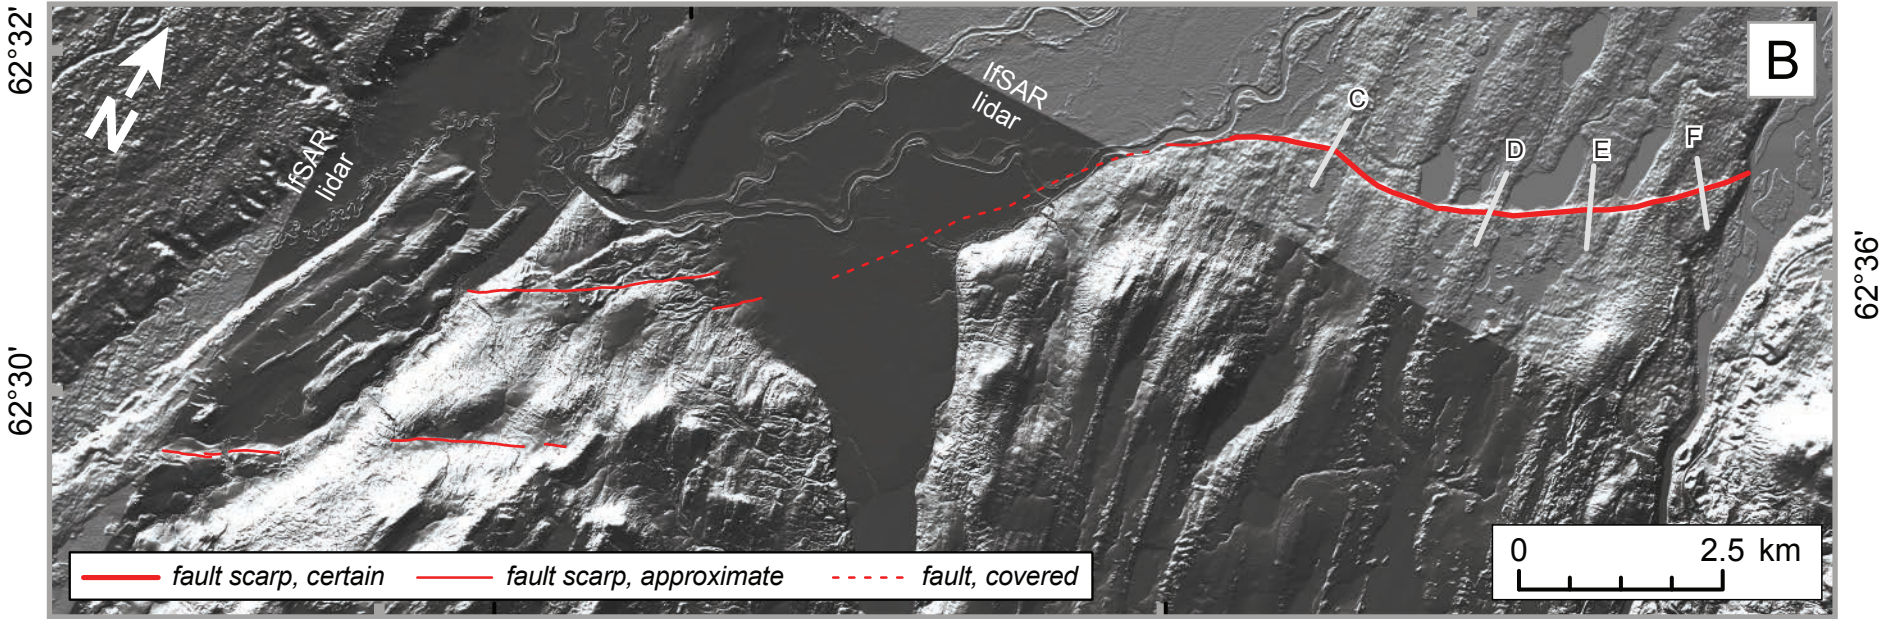 62°32'
62°30'
N
IfSAR
lidar
IfSAR
lidar
C
D
E
F
B
62°36'
fault scarp, certain
fault scarp, approximate
fault, covered
0 2.5 km